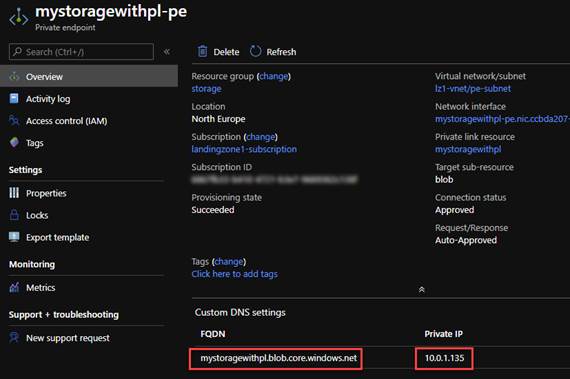 mystoragewithpl-pe
Private endpoint
Search (Ctrl+/)
«
Delete
Refresh
Overview
Activity log
Access control (IAM)
Tags
Settings
Properties
Locks
Export template
Monitoring
Metrics
Support + troubleshooting
New support request
Resource group (change)
storage
Location
North Europe
Subscription (change)
landingzone1-subscription
Subscription ID
Provisioning state
Succeeded
Virtual network/subnet
lz1-vnet/pe-subnet
Network interface
mystoragewithpl-pe.nic.ccbda207-
Private link resource
mystoragewithpl
Target sub-resource
blob
Connection status
Approved
Request/Response
Auto-Approved
Tags (change)
Click here to add tags
Custom DNS settings
FQDN Private IP
mystoragewithpl.blob.core.windows.net 10.0.1.135